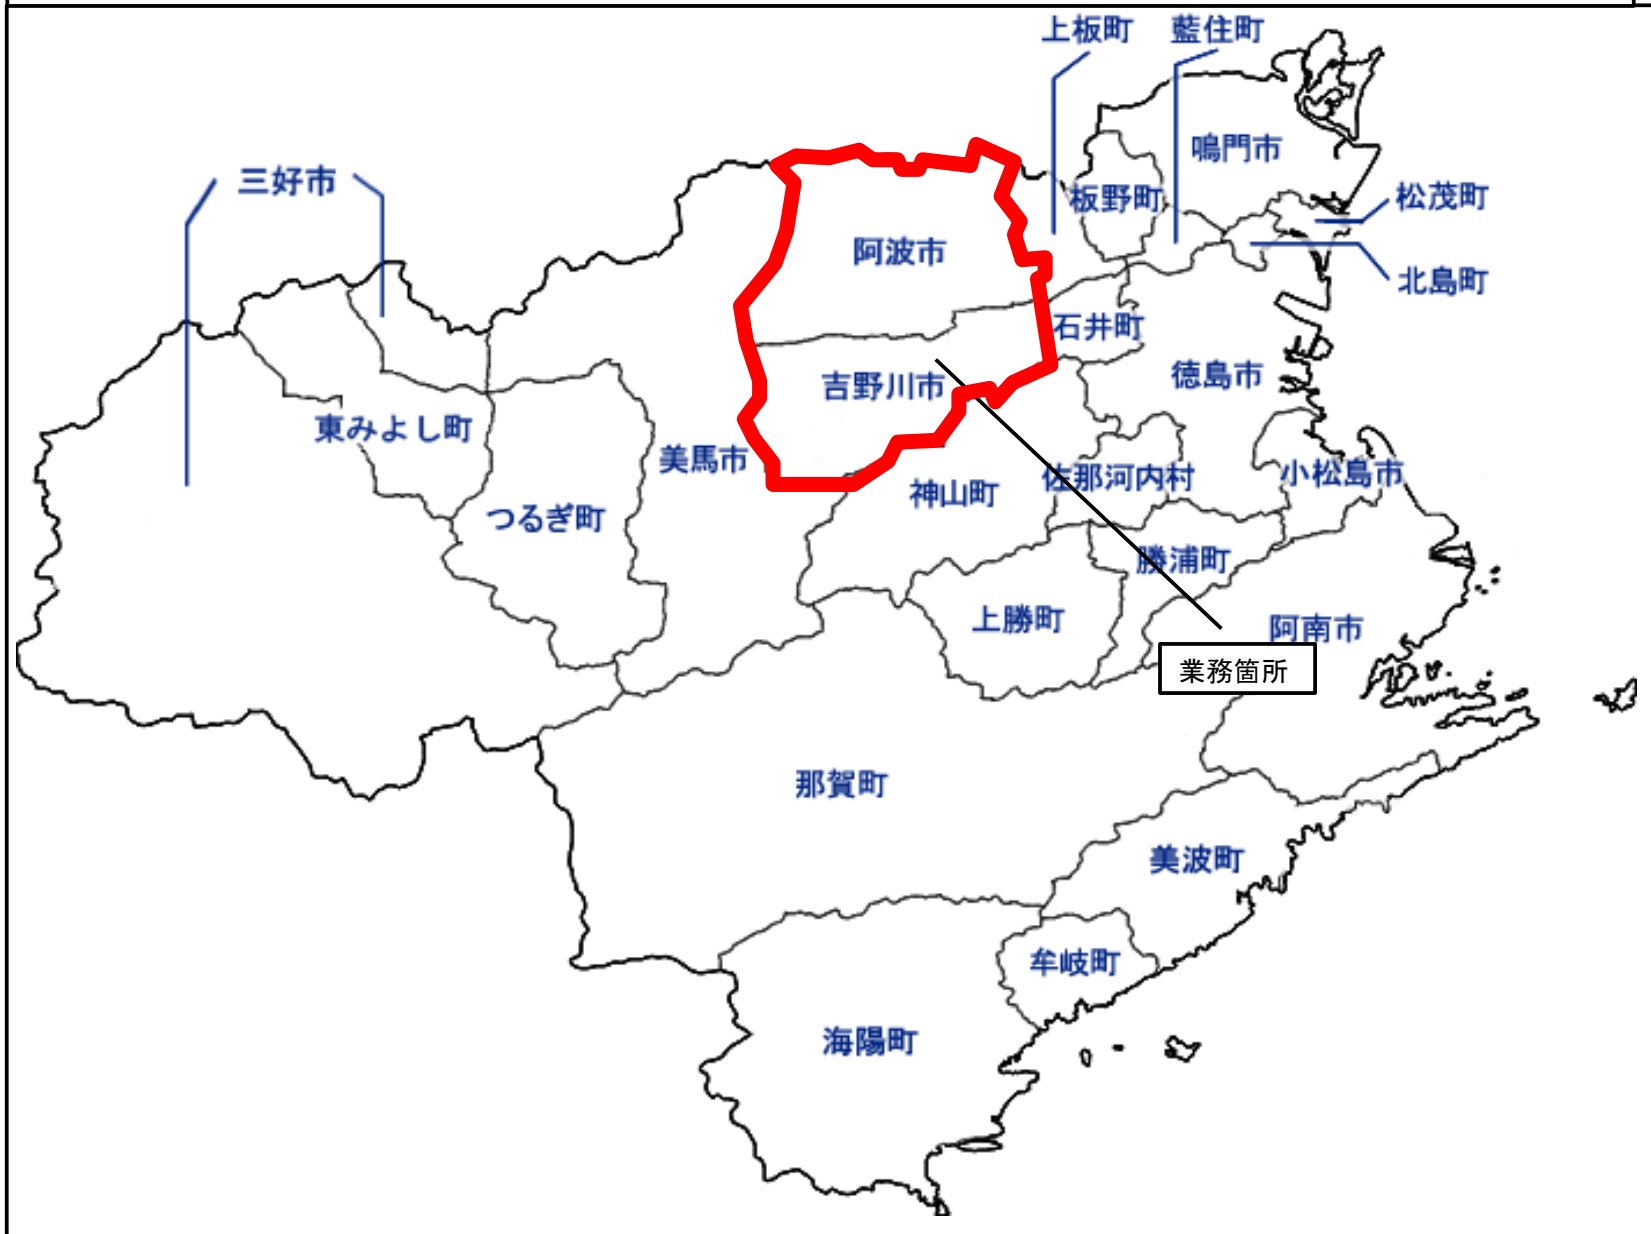 上板町
藍住町
鳴門市
三好市
板野町
松茂町
阿波市
北島町
石井町
徳島市
吉野川市
東みよし町
美馬市
佐那河内村
小松島市
神山町
つるぎ町
勝浦町
上勝町
阿南市
業務箇所
那賀町
美波町
牟岐町
海陽町